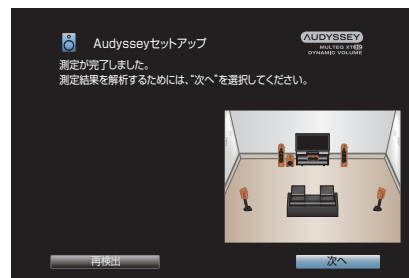 Audysseyセットアップ
AUDYSSEY
MULTEQ XT32
DYNAMIC VOLUME
測定が完了しました。
測定結果を解析するためには、“次へ”を選択してください。
再検出
次へ